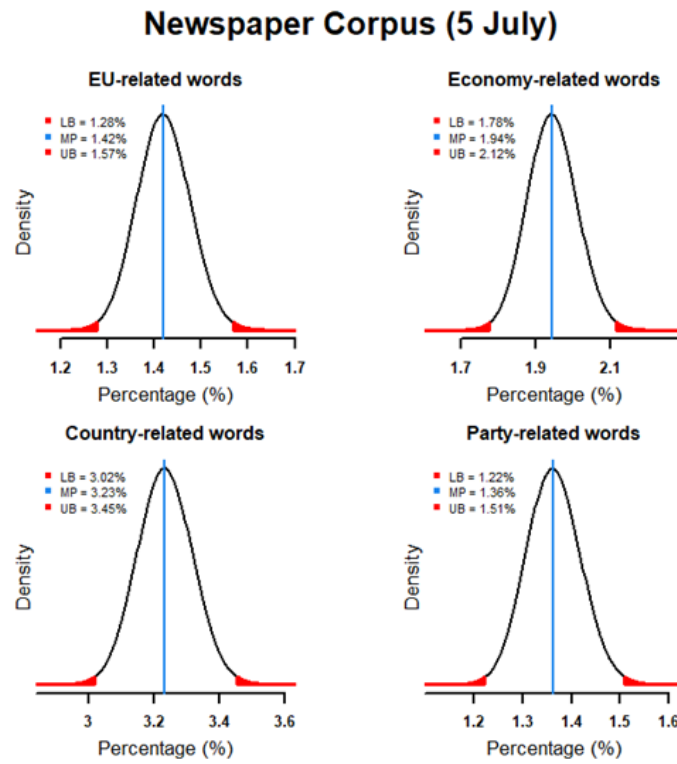 Newspaper Corpus (5 July)
EU-related words
LB = 1.28%
MP = 1.42%
UB = 1.57%
Density
1.2 1.3 1.4 1.5 1.6 1.7
Percentage (%)
Economy-related words
LB = 1.78%
MP = 1.94%
UB = 2.12%
Density
1.7 1.9 2.1
Percentage (%)
Country-related words
LB = 3.02%
MP = 3.23%
UB = 3.45%
Density
3 3.2 3.4 3.6
Percentage (%)
Party-related words
LB = 1.22%
MP = 1.36%
UB = 1.51%
Density
1.2 1.3 1.4 1.5 1.6
Percentage (%)